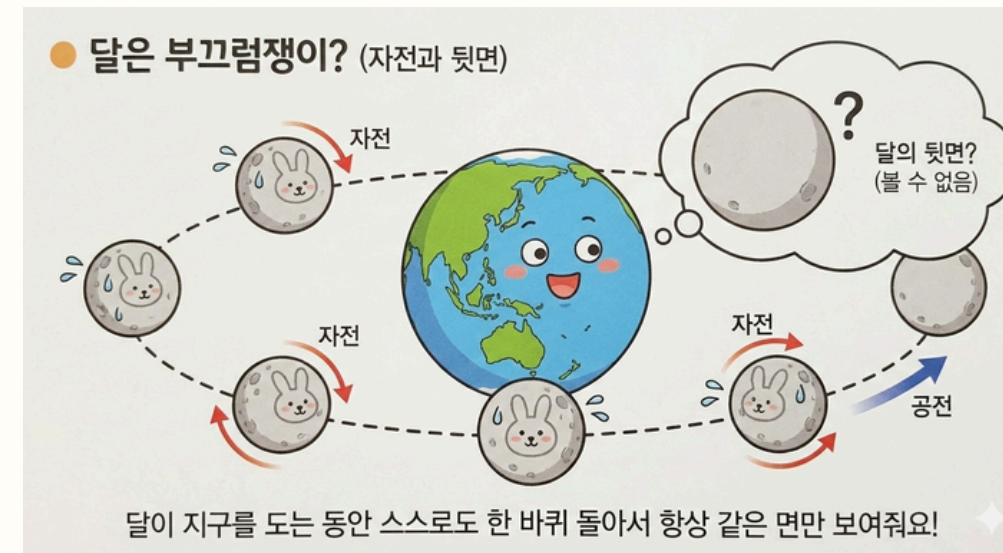 달은 부끄럼쟁이? (자전과 뒷면)
자전
?
달의 뒷면?
(볼 수 없음)
자전
자전
공전
달이 지구를 도는 동안 스스로도 한 바퀴 돌아서 항상 같은 면만 보여줘요!